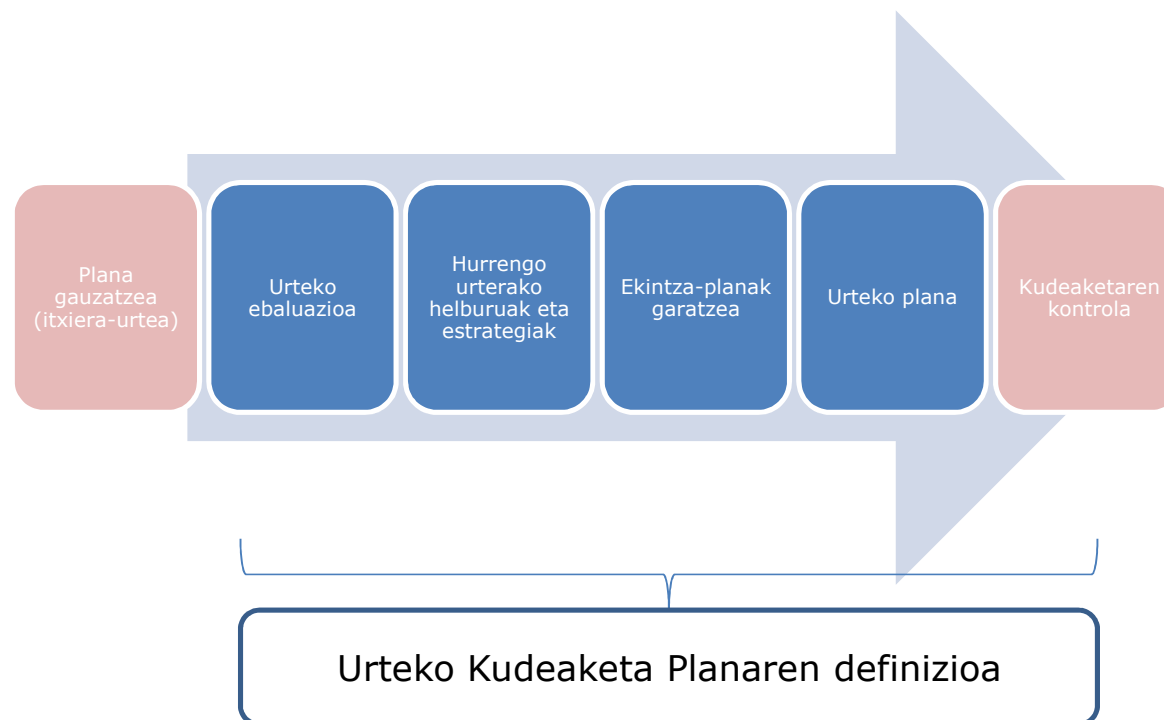 Plana
gauzatzea
(itxiera-urtea)
Urteko
ebaluazioa
Hurrengo
urterako
helburuak eta
estrategiak
Ekintza-planak
garatzea
Urteko plana
Kudeaketaren
kontrola
Urteko Kudeaketa Planaren definizioa